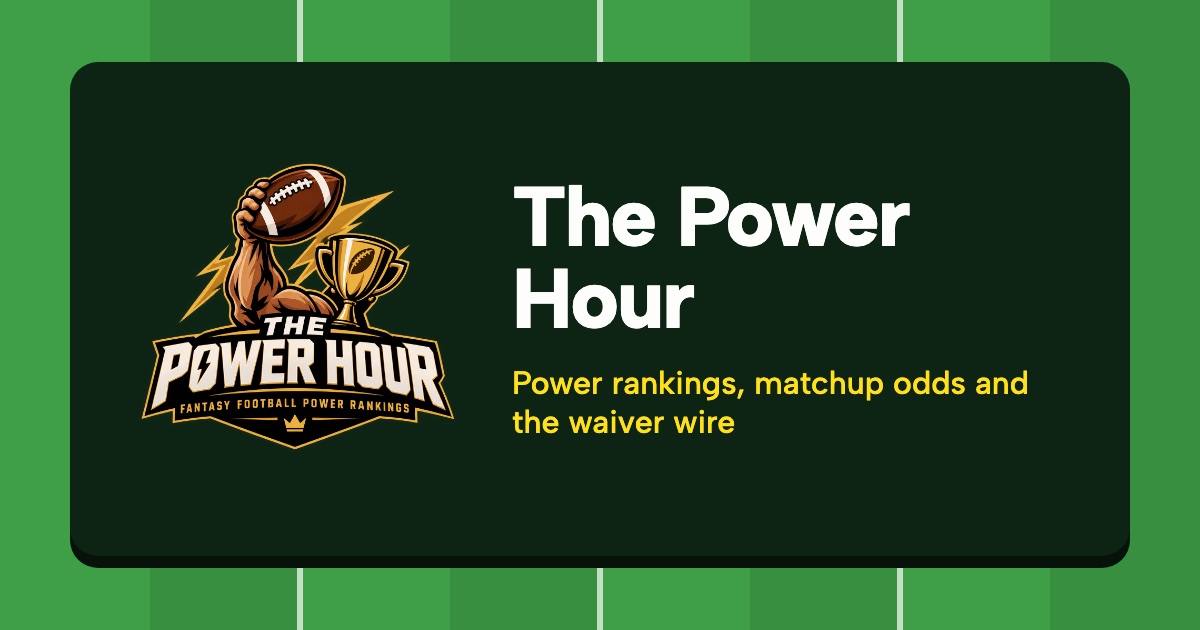 THE
POWER HOUR
FANTASY FOOTBALL POWER RANKINGS
The Power
Hour
Power rankings, matchup odds and
the waiver wire